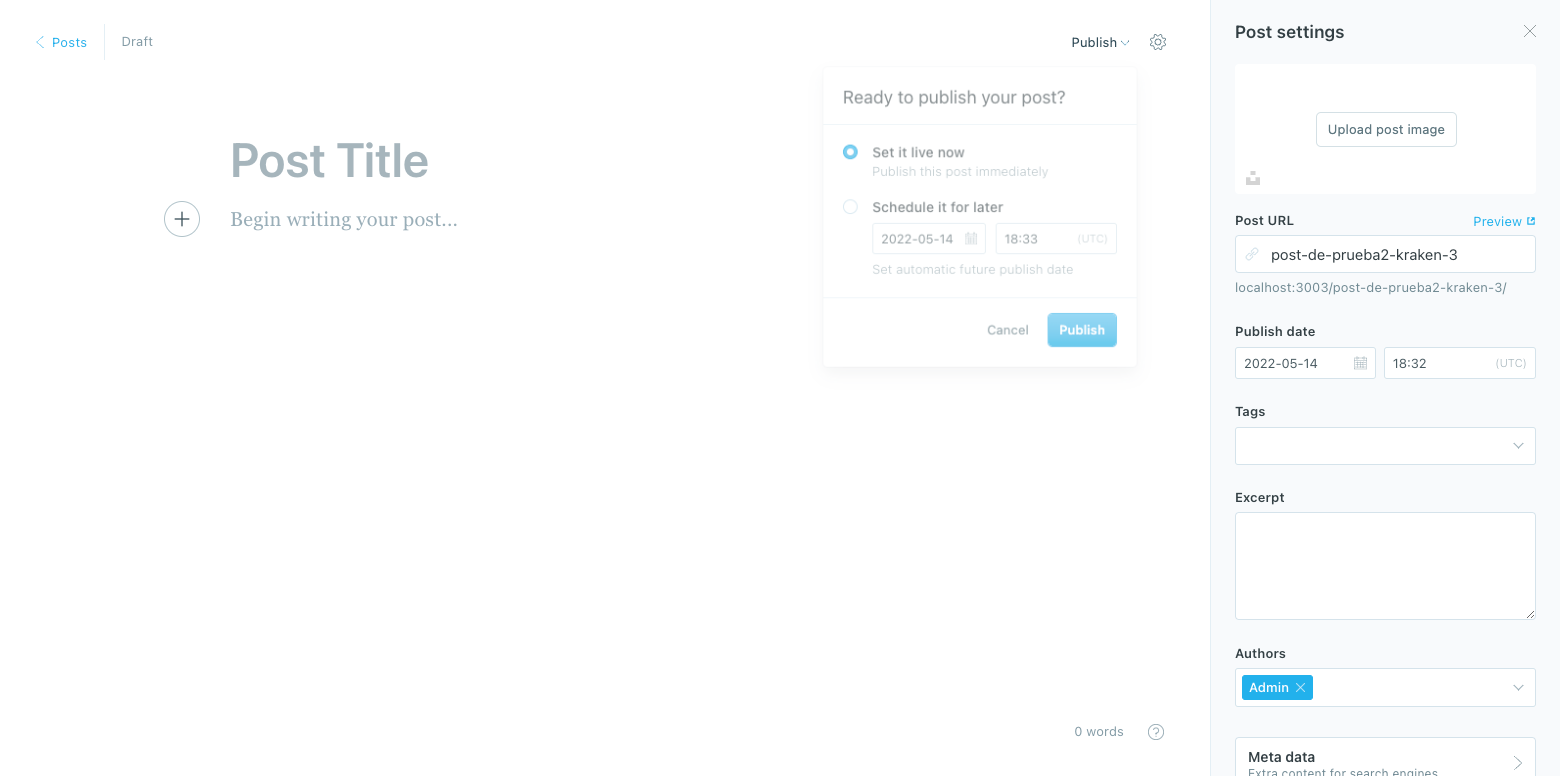 Posts
Draft
Publish
Ready to publish your post?
Set it live now
Publish this post immediately
Schedule it for later
2022-05-14
18:33
(UTC)
Set automatic future publish date
Cancel
Publish
Post Title
Begin writing your post...
0 words
?
Post settings
Upload post image
Post URL
Preview
post-de-prueba2-kraken-3
localhost:3003/post-de-prueba2-kraken-3/
Publish date
2022-05-14
18:32
(UTC)
Tags
Excerpt
Authors
Admin
Meta data
Extra content for search engines